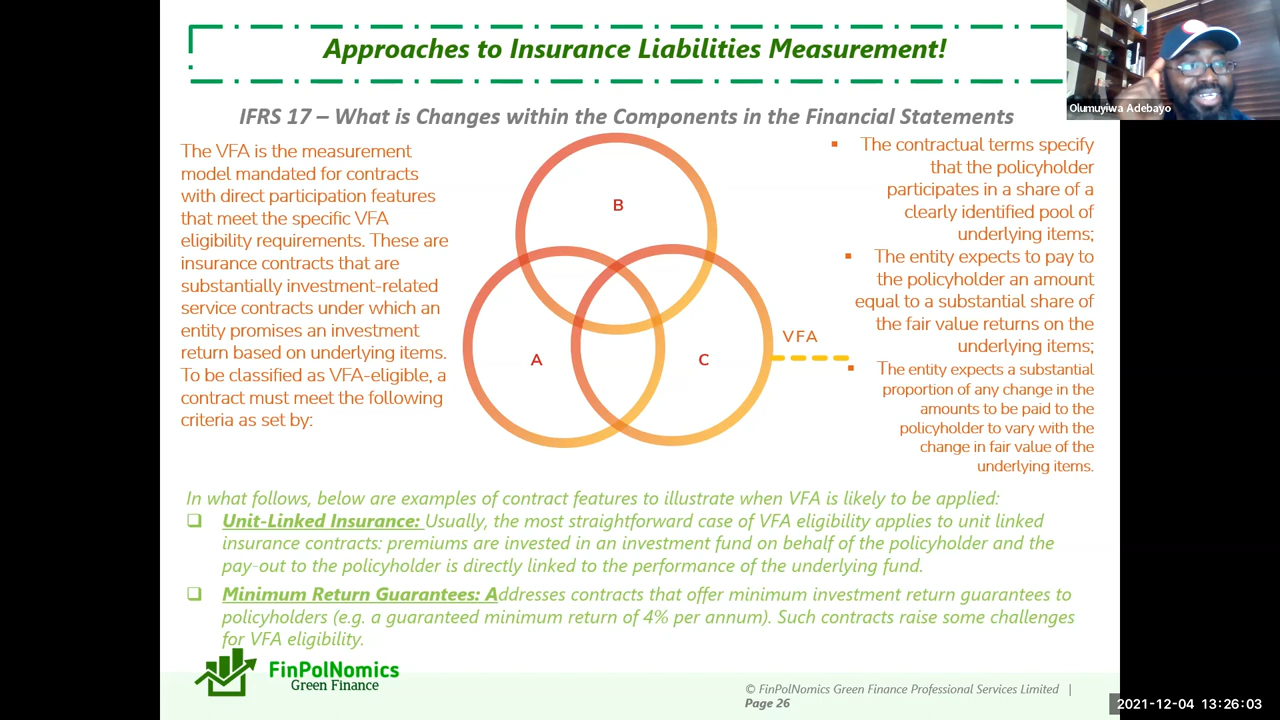 Approaches to Insurance Liabilities Measurement!
Olumuyiwa Adebayo
IFRS 17 – What is Changes within the Components in the Financial Statements
The VFA is the measurement
model mandated for contracts
with direct participation features
that meet the specific VFA
eligibility requirements. These are
insurance contracts that are
substantially investment-related
service contracts under which an
entity promises an investment
return based on underlying items.
To be classified as VFA-eligible, a
contract must meet the following
criteria as set by:
B
A
C
VFA
▪ The contractual terms specify
that the policyholder
participates in a share of a
clearly identified pool of
underlying items;
▪ The entity expects to pay to
the policyholder an amount
equal to a substantial share of
the fair value returns on the
underlying items;
▪ The entity expects a substantial
proportion of any change in the
amounts to be paid to the
policyholder to vary with the
change in fair value of the
underlying items.
In what follows, below are examples of contract features to illustrate when VFA is likely to be applied:
❑ Unit-Linked Insurance: Usually, the most straightforward case of VFA eligibility applies to unit linked
insurance contracts: premiums are invested in an investment fund on behalf of the policyholder and the
pay-out to the policyholder is directly linked to the performance of the underlying fund.
❑ Minimum Return Guarantees: Addresses contracts that offer minimum investment return guarantees to
policyholders (e.g. a guaranteed minimum return of 4% per annum). Such contracts raise some challenges
for VFA eligibility.
FinPolNomics
Green Finance
© FinPolNomics Green Finance Professional Services Limited |
Page 26
2021-12-04 13:26:03